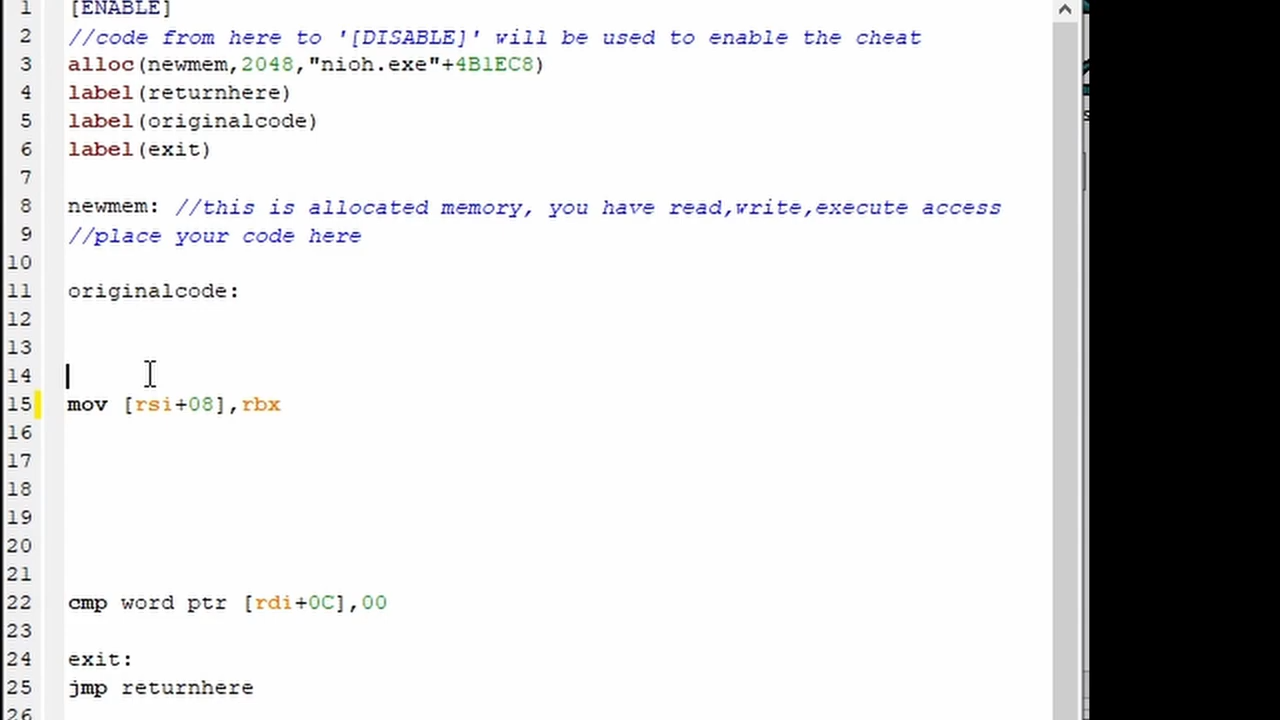 1 [ENABLE]
2 //code from here to '[DISABLE]' will be used to enable the cheat
3 alloc(newmem,2048,"nioh.exe"+4B1EC8)
4 label(returnhere)
5 label(originalcode)
6 label(exit)
7
8 newmem: //this is allocated memory, you have read,write,execute access
9 //place your code here
10
11 originalcode:
12
13
14
15 mov [rsi+08],rbx
16
17
18
19
20
21
22 cmp word ptr [rdi+0C],00
23
24 exit:
25 jmp returnhere
26